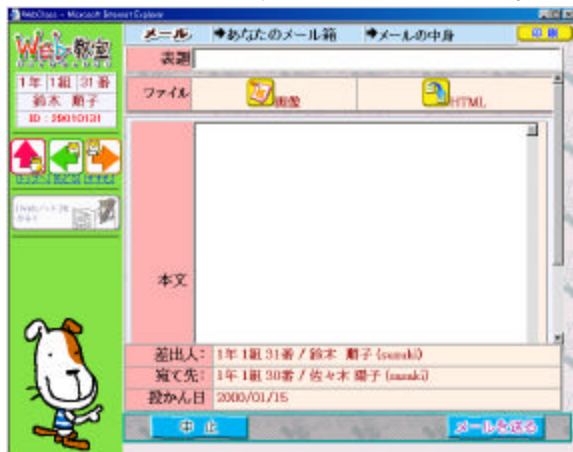 WebClass - Microsoft Internet Explorer
メール
➔あなたのメール箱
➔メールの中身
印刷
Web教室
表題
1年 1組 31番
鈴木 順子
ID : 29010131
ファイル
画像
HTML
本文
差出人: 1年 1組 31番 / 鈴木 順子 (suzuki)
宛て先: 1年 1組 30番 / 佐々木 陽子
投かん日 2000/01/15
中止
メールを送る